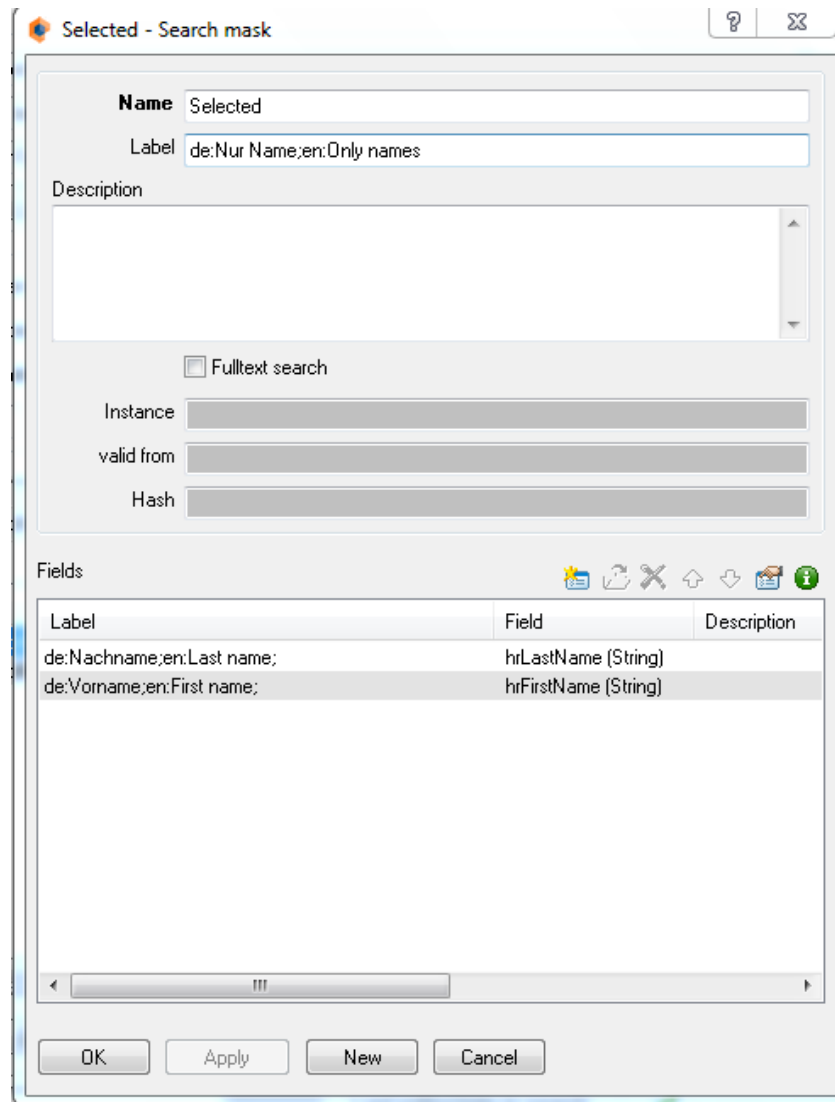 Selected - Search mask
Name Selected
Label de:Nur Name;en:Only names
Description
Fulltext search
Instance
valid from
Hash
Fields
Label Field Description
de:Nachname;en:Last name; hrLastName (String)
de:Vorname;en:First name; hrFirstName (String)
OK Apply New Cancel